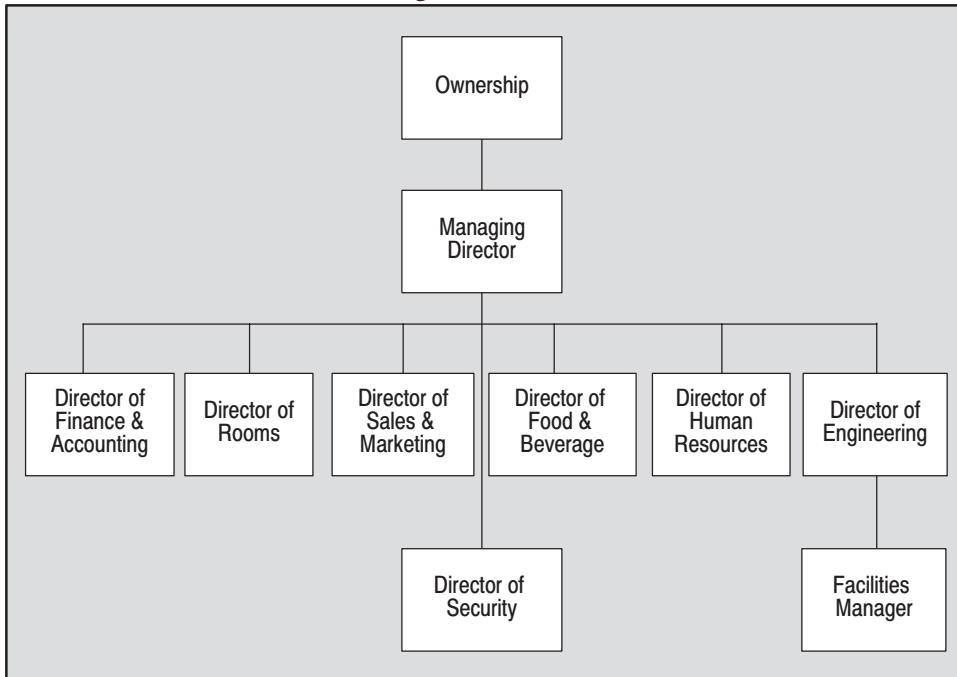 Ownership
Managing
Director
Director of
Finance &
Accounting
Director of
Rooms
Director of
Sales &
Marketing
Director of
Food &
Beverage
Director of
Human
Resources
Director of
Engineering
Director of
Security
Facilities
Manager